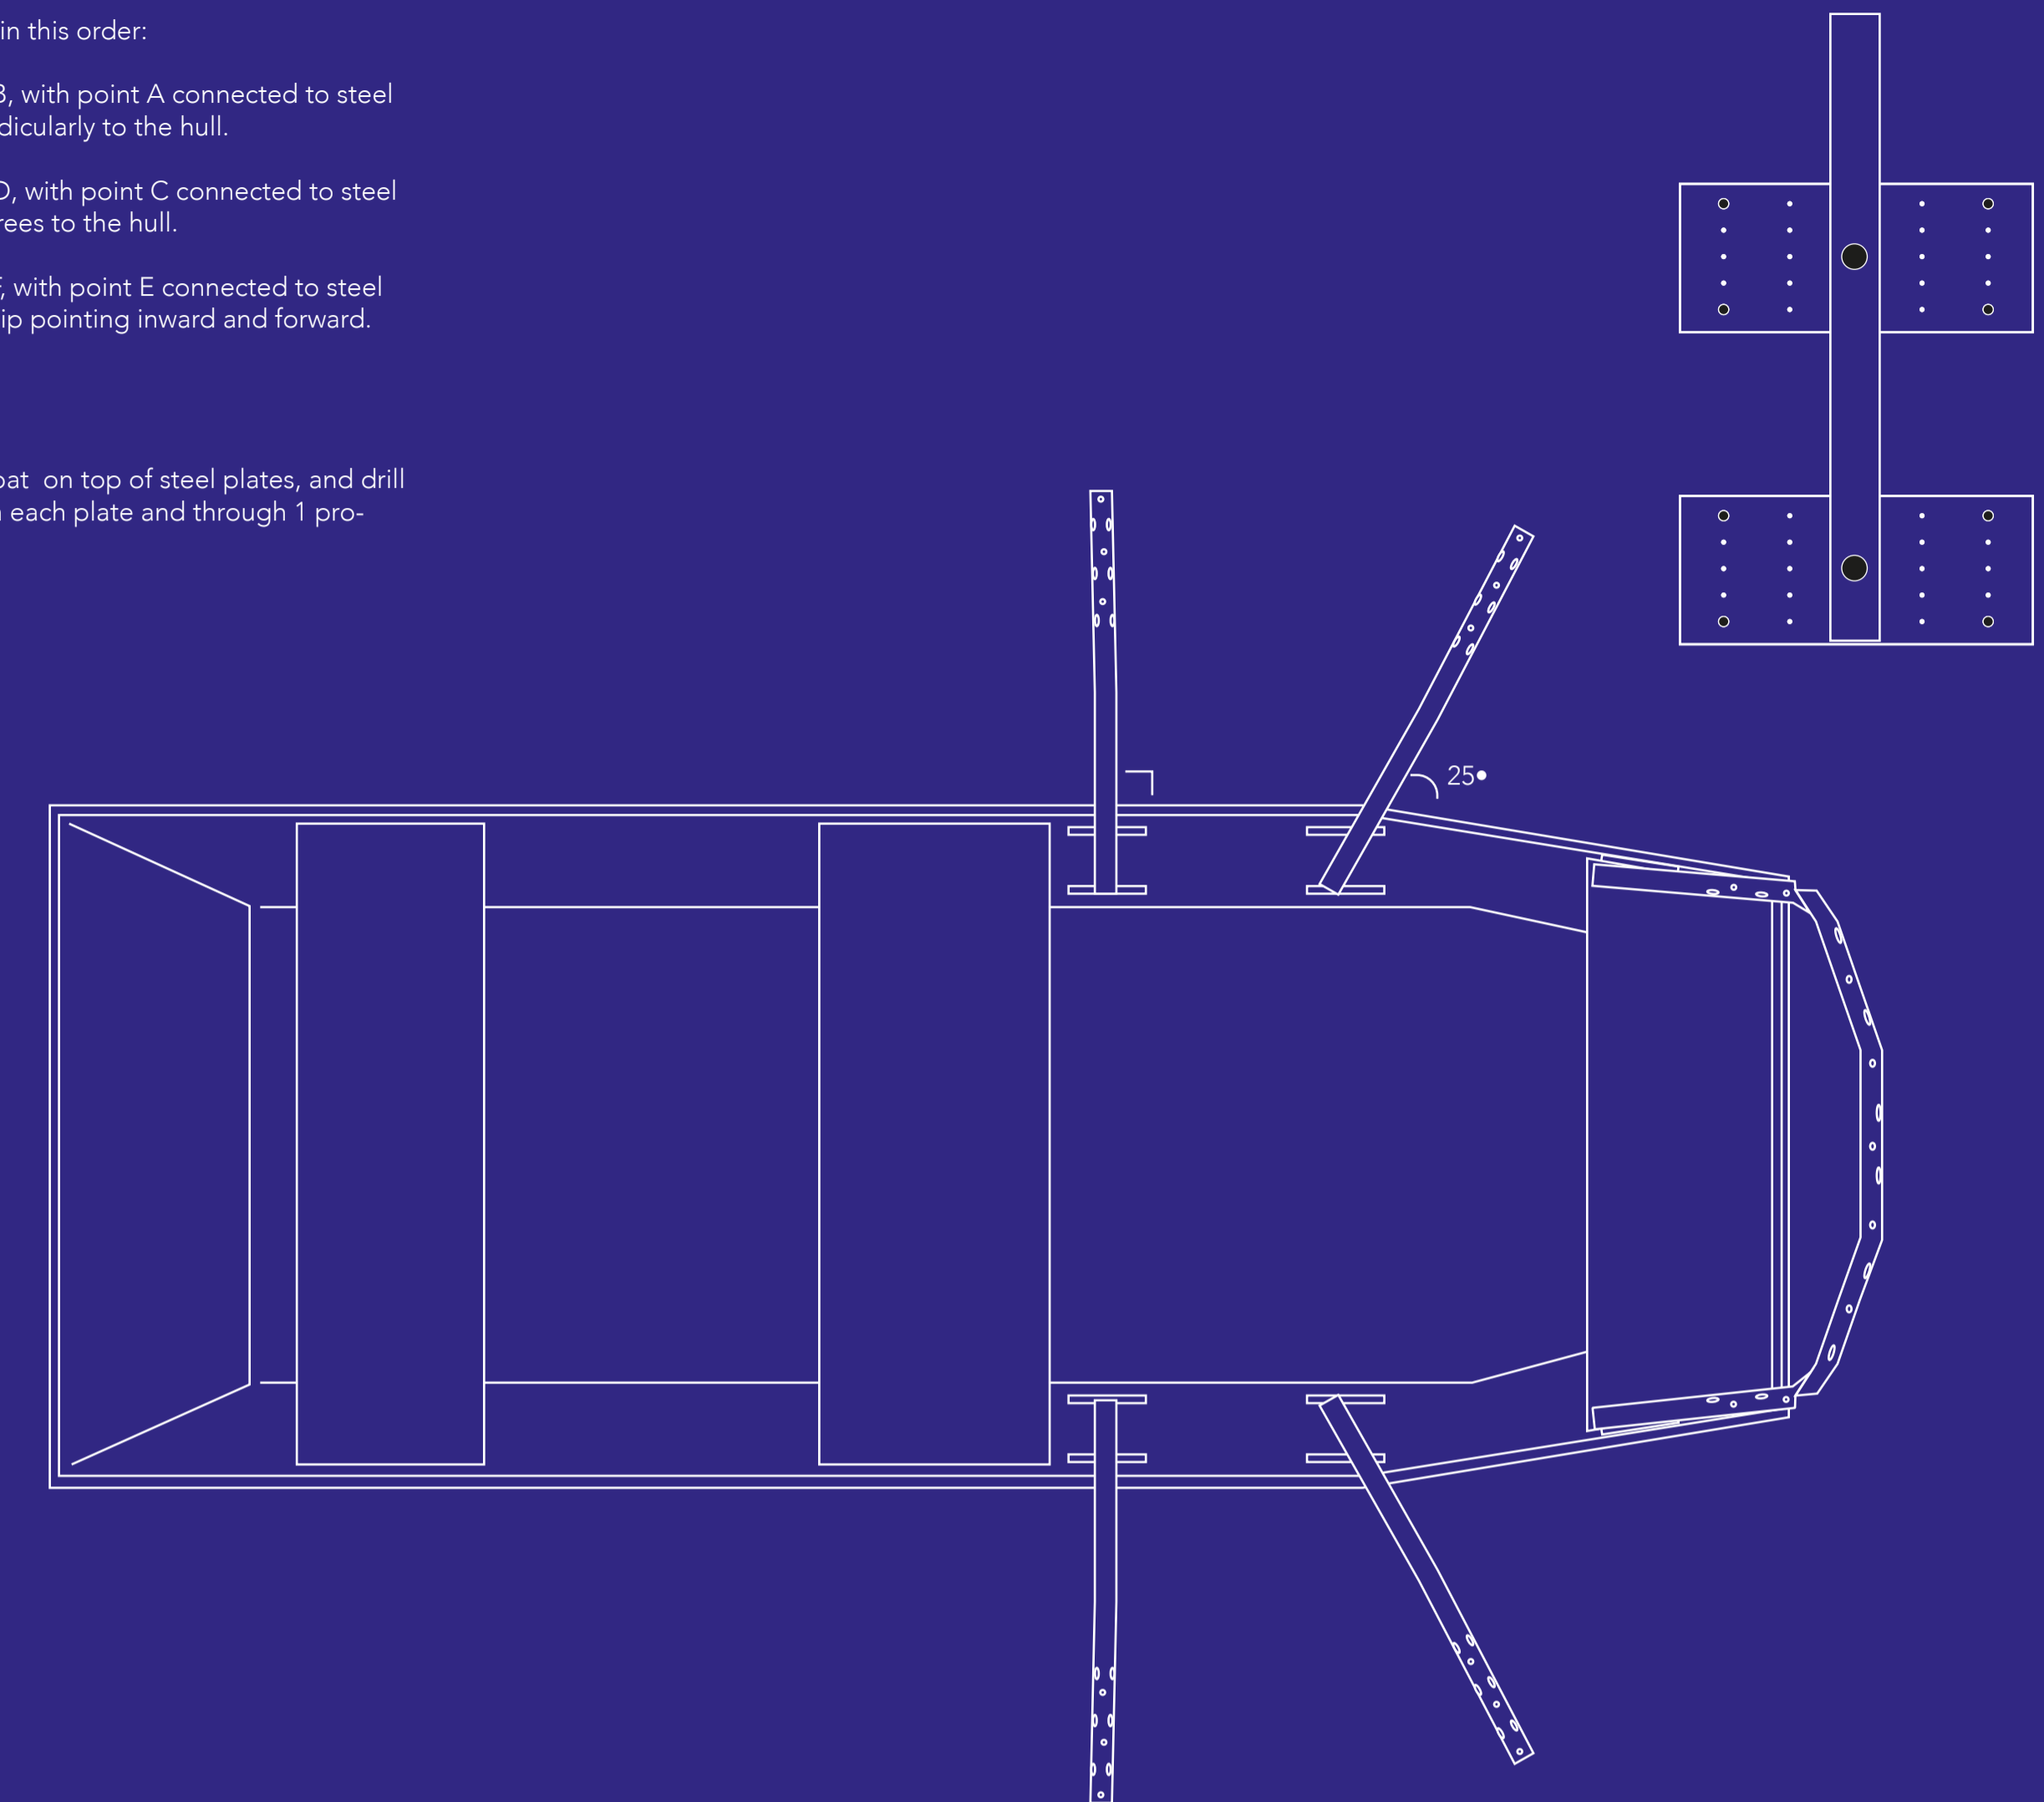 in this order:
B, with point A connected to steel
dicularly to the hull.
D, with point C connected to steel
rees to the hull.
F, with point E connected to steel
ip pointing inward and forward.
oat  on top of steel plates, and drill
each plate and through 1 pro-
25•